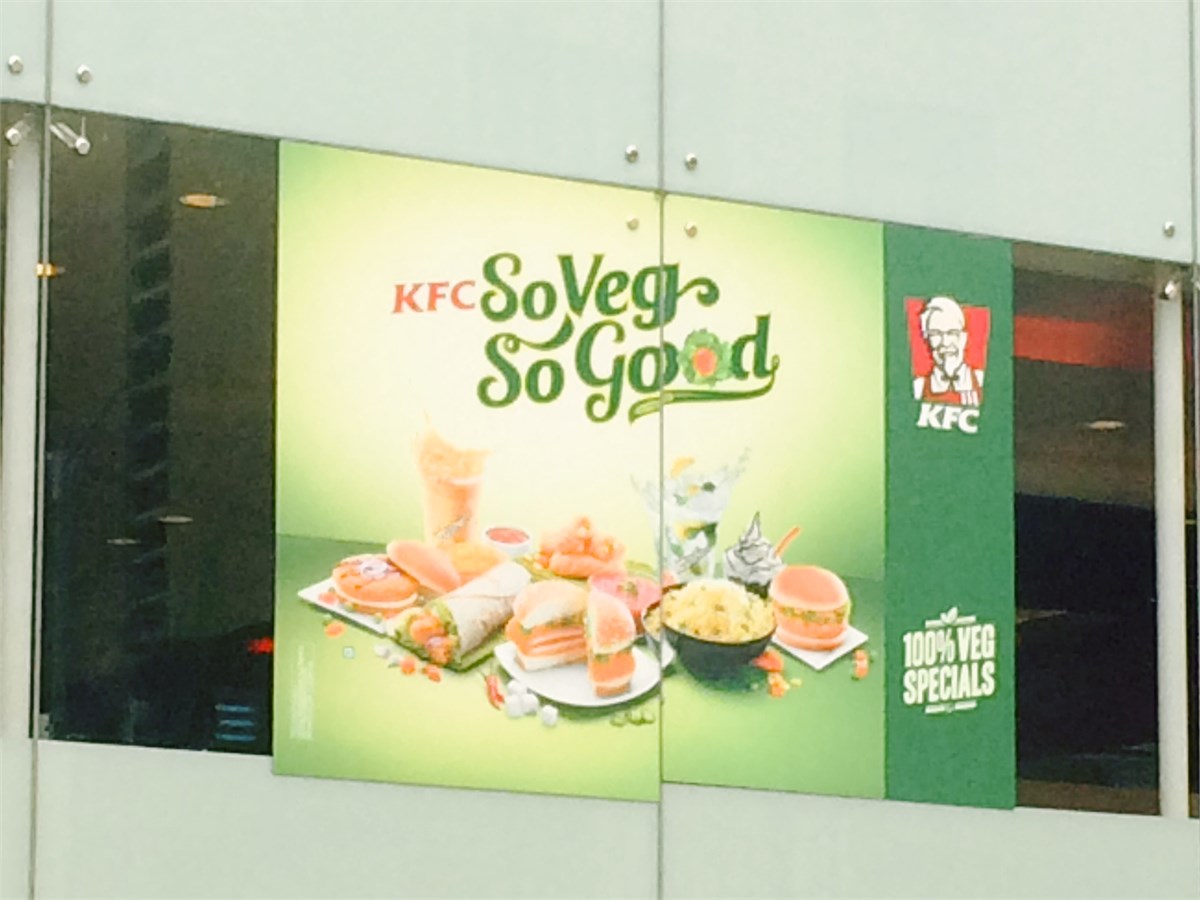 KFC So Veg
So Good
KFC
100% VEG
SPECIALS